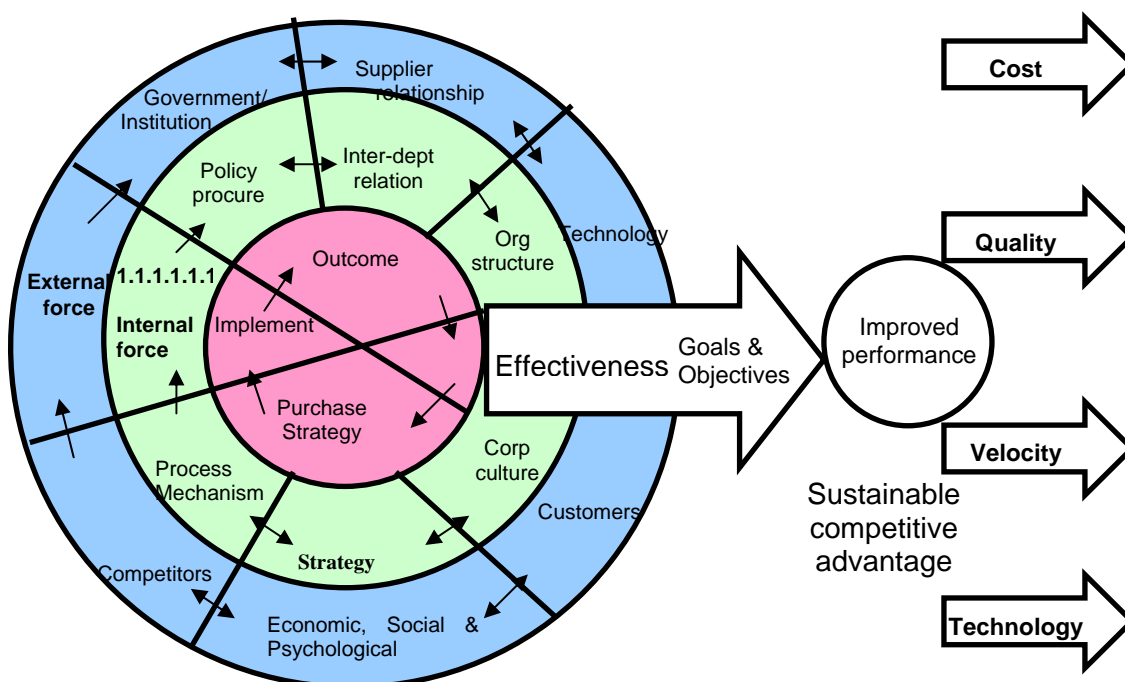 Cost
Government/
Institution
Supplier
relationship
Policy
procure
Inter-dept
relation
Org
structure
Technology
Quality
External
force
1.1.1.1.1.1
Internal
force
Outcome
Implement
Effectiveness
Goals &
Objectives
Improved
performance
Purchase
Strategy
Process
Mechanism
Corp
culture
Customers
Velocity
Sustainable
competitive
advantage
Strategy
Competitors
Economic, Social &
Psychological
Technology